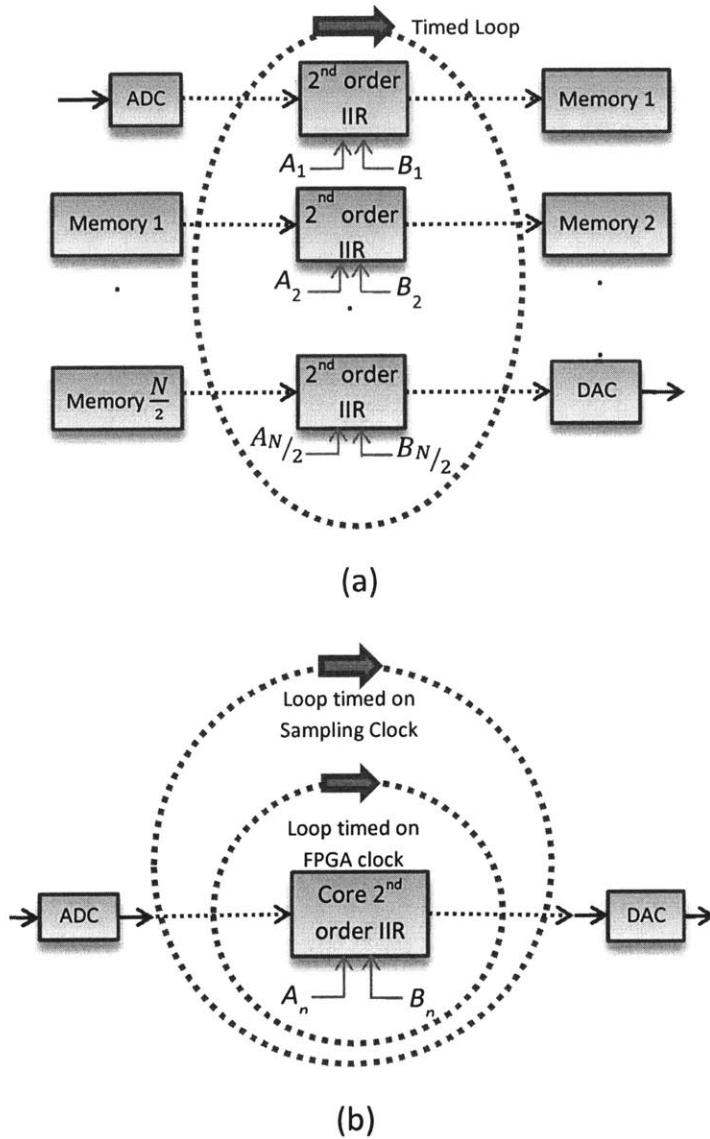 Timed Loop
ADC
2nd order
IIR
Memory 1
A1
B1
Memory 1
2nd order
IIR
Memory 2
A2
B2
Memory N/2
2nd order
IIR
DAC
AN/2
BN/2
(a)
Loop timed on
Sampling Clock
Loop timed on
FPGA clock
ADC
Core 2nd
order IIR
DAC
An
Bn
(b)